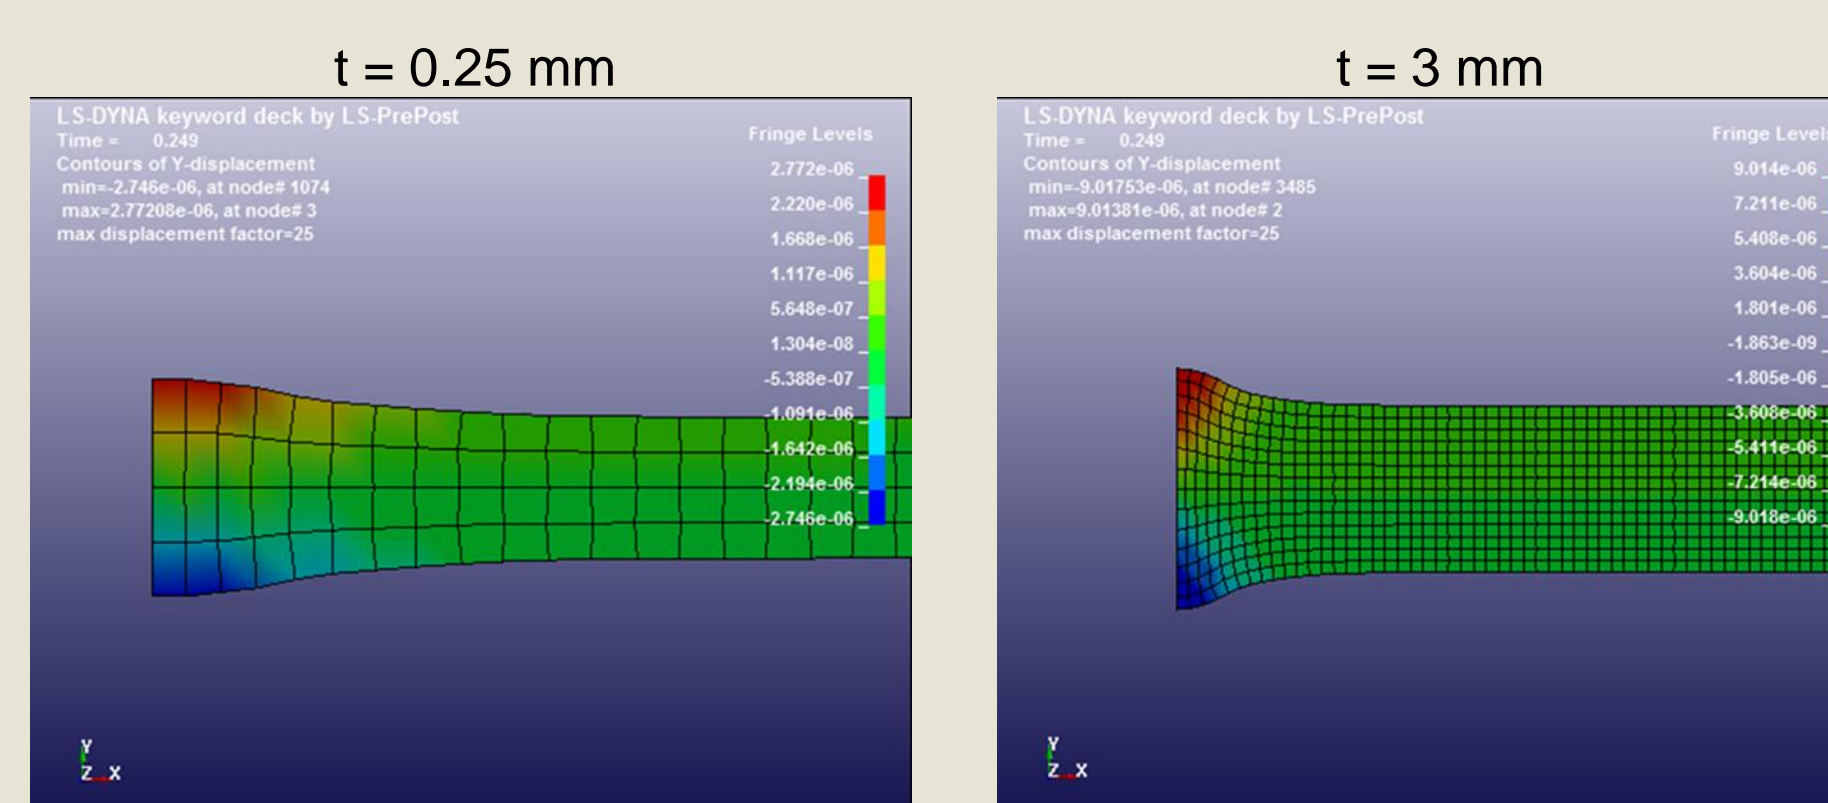 t = 0.25 mm
LS-DYNA keyword deck by LS-PrePost
Time = 0.249
Contours of Y-displacement
min=-2.746e-06, at node# 1074
max=2.77208e-06, at node# 3
max displacement factor=25
Fringe Levels
2.772e-06
2.220e-06
1.668e-06
1.117e-06
5.648e-07
1.304e-08
-5.388e-07
-1.091e-06
-1.642e-06
-2.194e-06
-2.746e-06
Y
Z X
t = 3 mm
LS-DYNA keyword deck by LS-PrePost
Time = 0.249
Contours of Y-displacement
min=-9.01753e-06, at node# 3485
max=9.01381e-06, at node# 2
max displacement factor=25
Fringe Levels
9.014e-06
7.211e-06
5.408e-06
3.604e-06
1.801e-06
-1.863e-09
-1.805e-06
-3.608e-06
-5.411e-06
-7.214e-06
-9.018e-06
Y
Z X